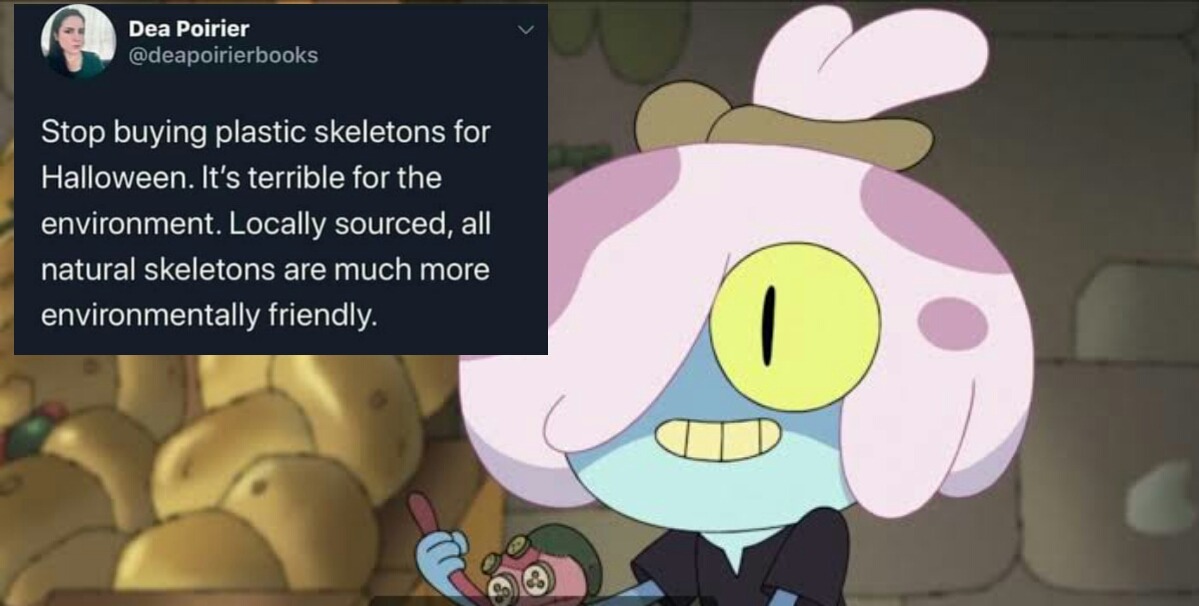 Dea Poirier
@deapoirierbooks
Stop buying plastic skeletons for
Halloween. It's terrible for the
environment. Locally sourced, all
natural skeletons are much more
environmentally friendly.